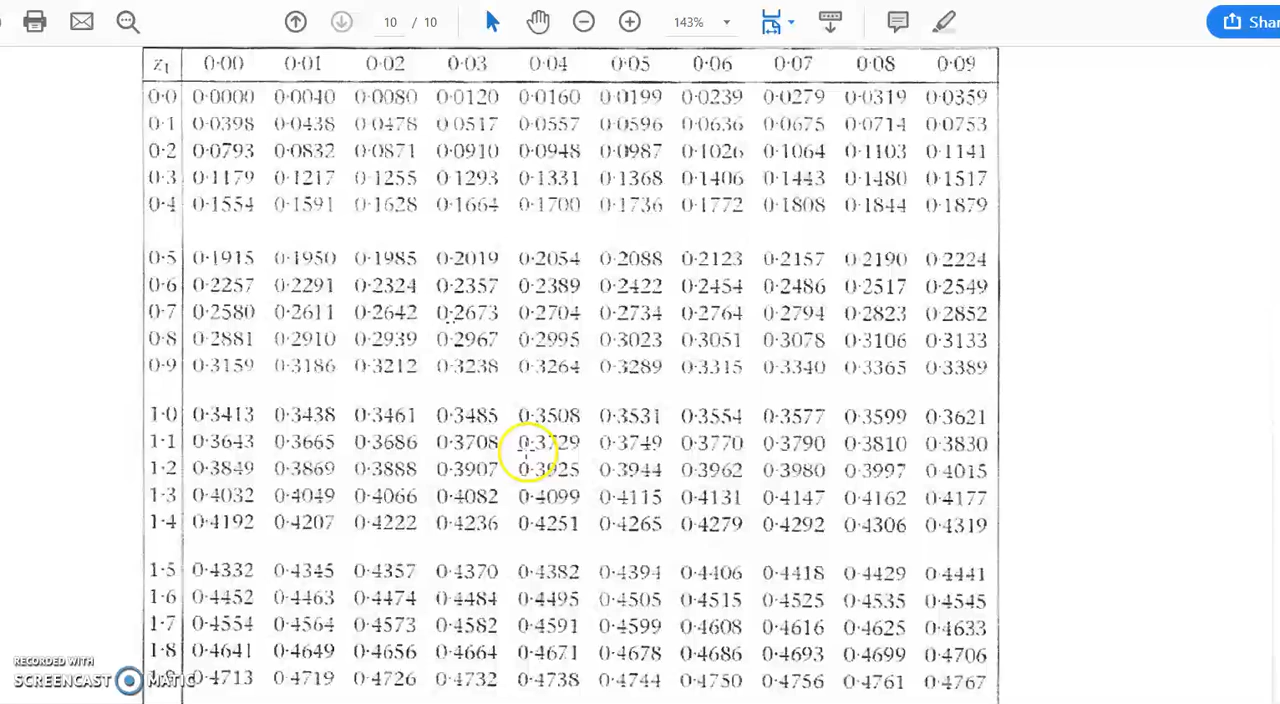 10 / 10 143% Shar
z₁ 0·00 0·01 0·02 0·03 0·04 0·05 0·06 0·07 0·08 0·09
0·0 0·0000 0·0040 0·0080 0·0120 0·0160 0·0199 0·0239 0·0279 0·0319 0·0359
0·1 0·0398 0·0438 0·0478 0·0517 0·0557 0·0596 0·0636 0·0675 0·0714 0·0753
0·2 0·0793 0·0832 0·0871 0·0910 0·0948 0·0987 0·1026 0·1064 0·1103 0·1141
0·3 0·1179 0·1217 0·1255 0·1293 0·1331 0·1368 0·1406 0·1443 0·1480 0·1517
0·4 0·1554 0·1591 0·1628 0·1664 0·1700 0·1736 0·1772 0·1808 0·1844 0·1879
0·5 0·1915 0·1950 0·1985 0·2019 0·2054 0·2088 0·2123 0·2157 0·2190 0·2224
0·6 0·2257 0·2291 0·2324 0·2357 0·2389 0·2422 0·2454 0·2486 0·2517 0·2549
0·7 0·2580 0·2611 0·2642 0·2673 0·2704 0·2734 0·2764 0·2794 0·2823 0·2852
0·8 0·2881 0·2910 0·2939 0·2967 0·2995 0·3023 0·3051 0·3078 0·3106 0·3133
0·9 0·3159 0·3186 0·3212 0·3238 0·3264 0·3289 0·3315 0·3340 0·3365 0·3389
1·0 0·3413 0·3438 0·3461 0·3485 0·3508 0·3531 0·3554 0·3577 0·3599 0·3621
1·1 0·3643 0·3665 0·3686 0·3708 0·3729 0·3749 0·3770 0·3790 0·3810 0·3830
1·2 0·3849 0·3869 0·3888 0·3907 0·3925 0·3944 0·3962 0·3980 0·3997 0·4015
1·3 0·4032 0·4049 0·4066 0·4082 0·4099 0·4115 0·4131 0·4147 0·4162 0·4177
1·4 0·4192 0·4207 0·4222 0·4236 0·4251 0·4265 0·4279 0·4292 0·4306 0·4319
1·5 0·4332 0·4345 0·4357 0·4370 0·4382 0·4394 0·4406 0·4418 0·4429 0·4441
1·6 0·4452 0·4463 0·4474 0·4484 0·4495 0·4505 0·4515 0·4525 0·4535 0·4545
1·7 0·4554 0·4564 0·4573 0·4582 0·4591 0·4599 0·4608 0·4616 0·4625 0·4633
1·8 0·4641 0·4649 0·4656 0·4664 0·4671 0·4678 0·4686 0·4693 0·4699 0·4706
0·4713 0·4719 0·4726 0·4732 0·4738 0·4744 0·4750 0·4756 0·4761 0·4767
RECORDED WITH
SCREENCAST MATIC